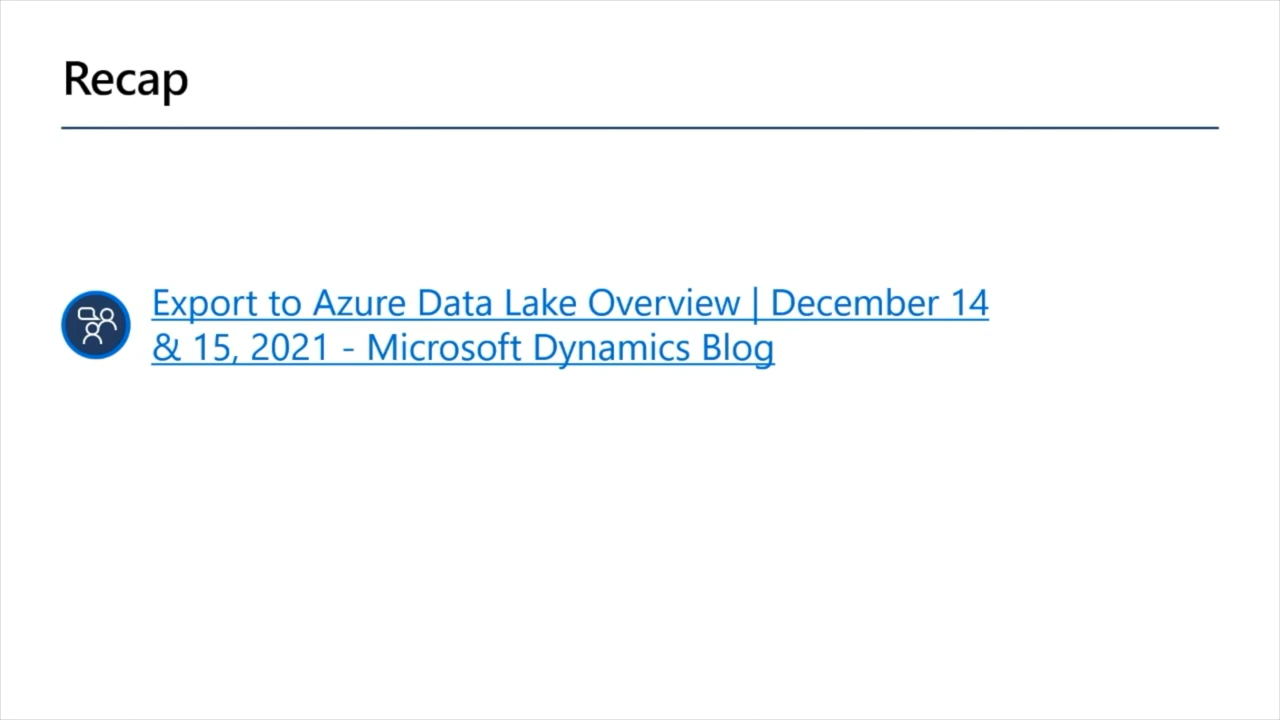 Recap
Export to Azure Data Lake Overview | December 14
& 15, 2021 - Microsoft Dynamics Blog